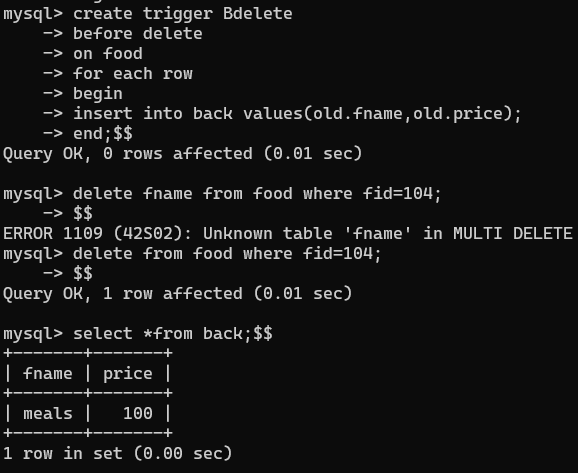 mysql> create trigger Bdelete
    -> before delete
    -> on food
    -> for each row
    -> begin
    -> insert into back values(old.fname,old.price);
    -> end;$$
Query OK, 0 rows affected (0.01 sec)

mysql> delete fname from food where fid=104;
    -> $$
ERROR 1109 (42S02): Unknown table 'fname' in MULTI DELETE
mysql> delete from food where fid=104;
    -> $$
Query OK, 1 row affected (0.01 sec)

mysql> select *from back;$$
+-------+-------+
| fname | price |
+-------+-------+
| meals |   100 |
+-------+-------+
1 row in set (0.00 sec)